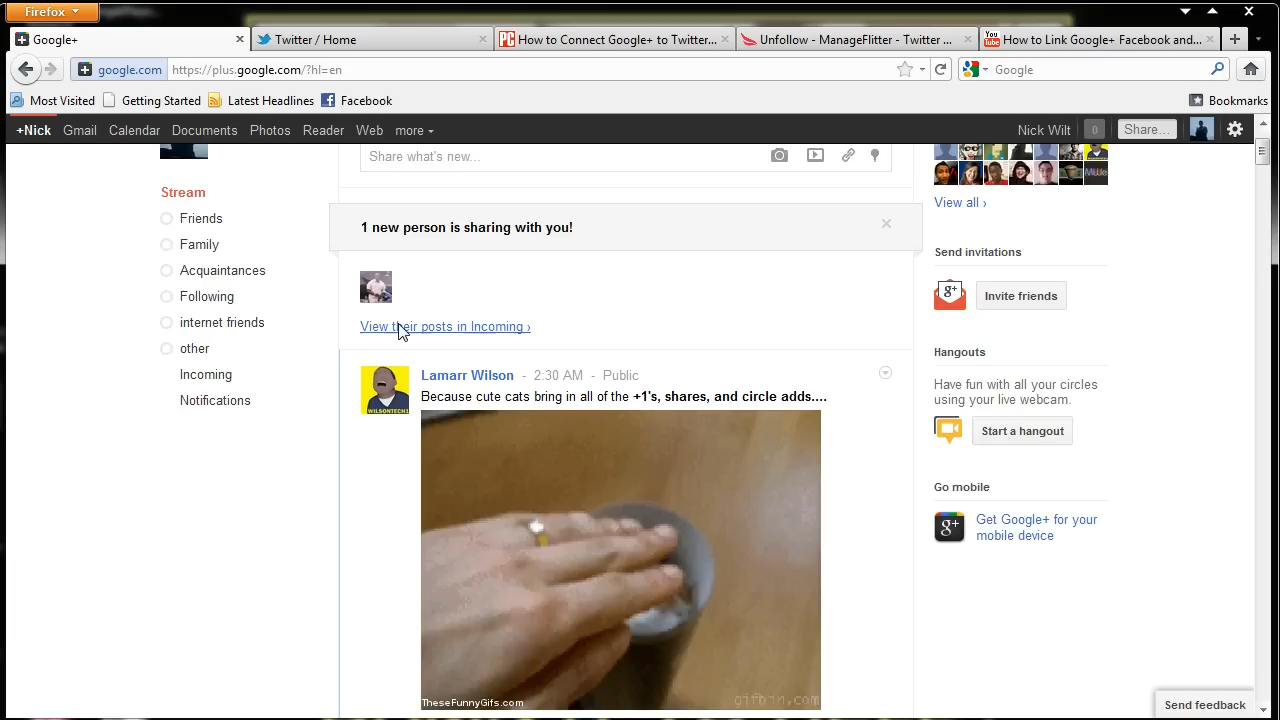 Firefox
Google+
Twitter / Home
How to Connect Google+ to Twitter...
Unfollow - ManageFlitter - Twitter ...
How to Link Google+ Facebook and...
google.com
https://plus.google.com/?hl=en
Google
Most Visited
Getting Started
Latest Headlines
Facebook
Bookmarks
+Nick
Gmail
Calendar
Documents
Photos
Reader
Web
more
Nick Wilt
0
Share...
Share what's new...
Stream
Friends
Family
Acquaintances
Following
internet friends
other
Incoming
Notifications
1 new person is sharing with you!
View their posts in Incoming ›
Lamarr Wilson - 2:30 AM - Public
Because cute cats bring in all of the +1's, shares, and circle adds....
WILSONTECH1
TheseFunnyGifs.com
gifbin.com
View all ›
Send invitations
Invite friends
Hangouts
Have fun with all your circles
using your live webcam.
Start a hangout
Go mobile
Get Google+ for your
mobile device
Send feedback